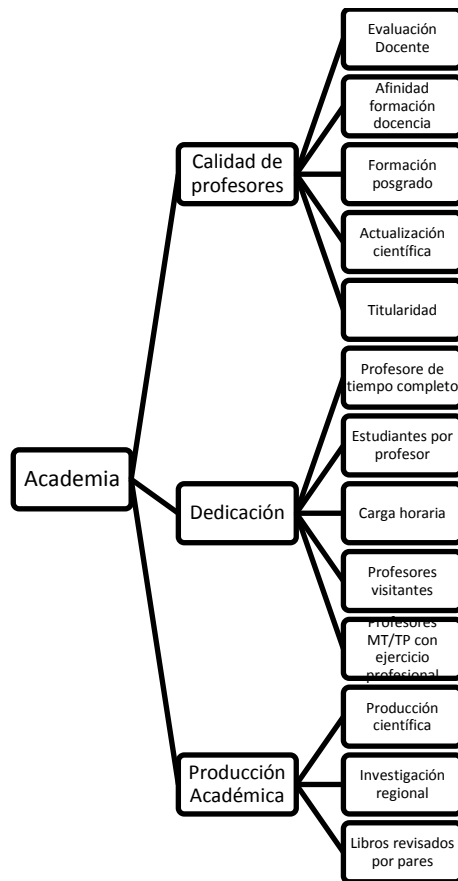 Academia
Calidad de
profesores
Evaluación
Docente
Afinidad
formación
docencia
Formación
posgrado
Actualización
científica
Titularidad
Dedicación
Profesore de
tiempo completo
Estudiantes por
profesor
Carga horaria
Profesores
visitantes
Profesores
MT/TP con
ejercicio
profesional
Producción
Académica
Producción
científica
Investigación
regional
Libros revisados
por pares